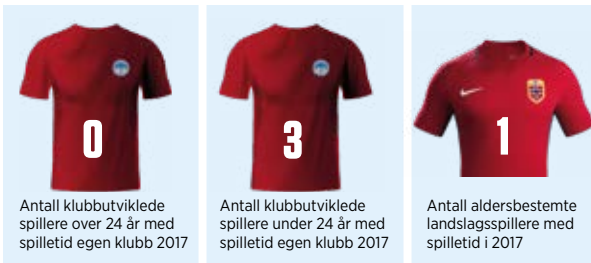 0
Antall klubbutviklede
spillere over 24 år med
spilletid egen klubb 2017
3
Antall klubbutviklede
spillere under 24 år med
spilletid egen klubb 2017
1
Antall aldersbestemte
landslagsspillere med
spilletid i 2017